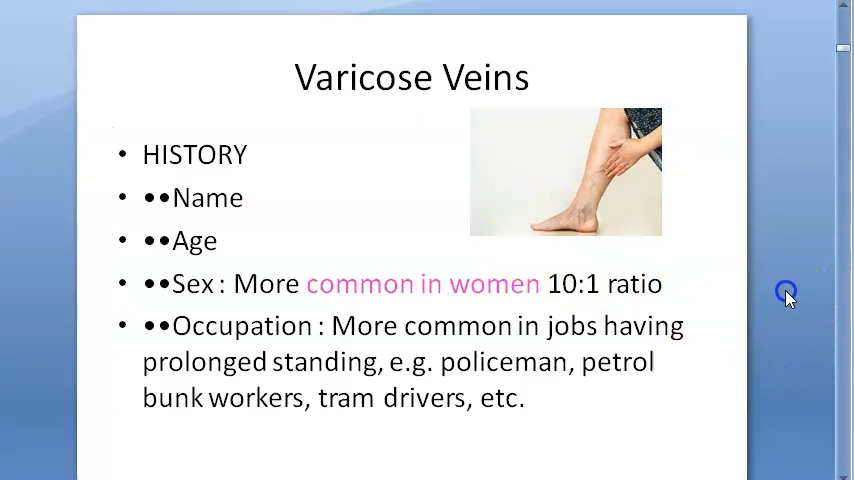 Varicose Veins
• HISTORY
• ••Name
• ••Age
• ••Sex : More common in women 10:1 ratio
• ••Occupation : More common in jobs having
prolonged standing, e.g. policeman, petrol
bunk workers, tram drivers, etc.